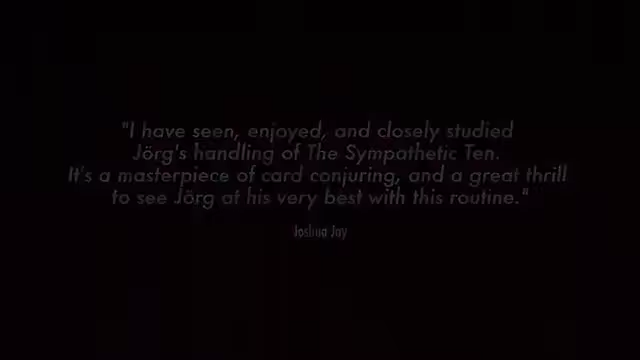 "I have seen, enjoyed, and closely studied
Jörg's handling of The Sympathetic Ten.
It's a masterpiece of card conjuring, and a great thrill
to see Jörg at his very best with this routine."
Joshua Jay